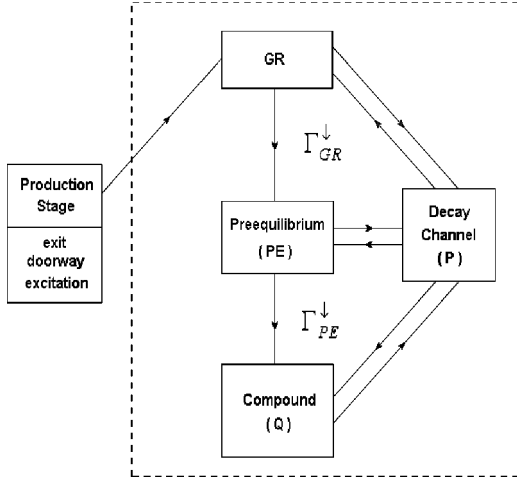 GR
Γ↓GR
Production
Stage
exit
doorway
excitation
Preequilibrium
( PE )
Decay
Channel
( P )
Γ↓PE
Compound
( Q )